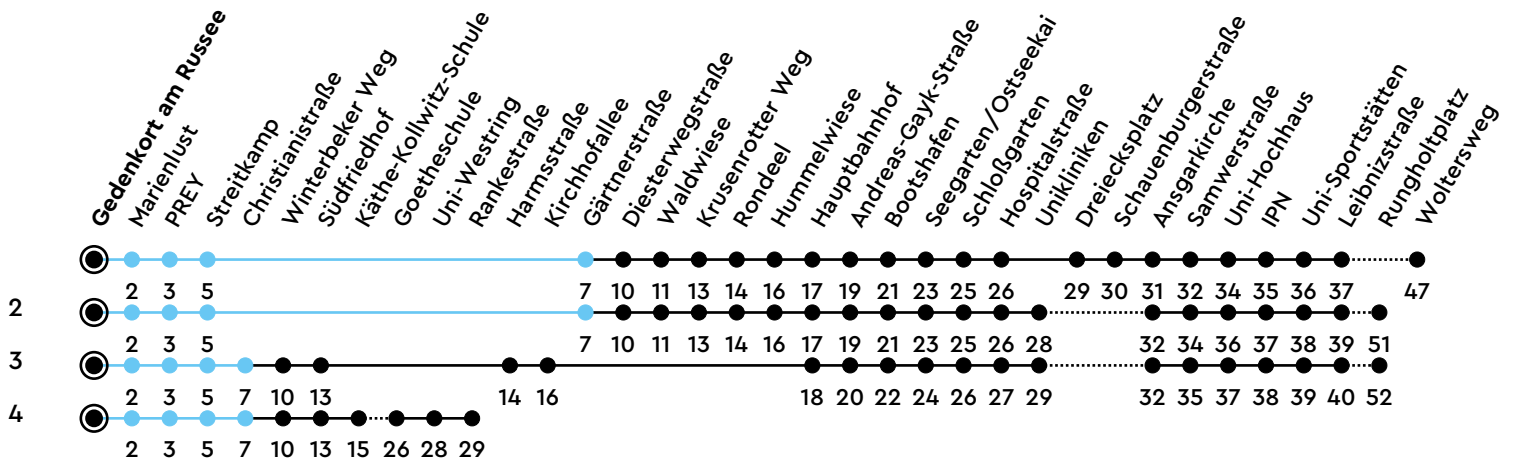 Gedenkort am Russee
Marienlust
PREY
Streitkamp
Christianistraße
Winterbeker Weg
Südfriedhof
Käthe-Kollwitz-Schule
Goetheschule
Uni-Westring
Rankestraße
Harmsstraße
Kirchhofallee
Gärtnerstraße
Diesterwegstraße
Waldwiese
Krusenrotter Weg
Rondeel
Hummelwiese
Hauptbahnhof
Andreas-Gayk-Straße
Bootshafen
Seegarten/Ostseekai
Schloßgarten
Hospitalstraße
Unikliniken
Dreiecksplatz
Schauenburgerstraße
Ansgarkirche
Samwerstraße
Uni-Hochhaus
IPN
Uni-Sportstätten
Leibnizstraße
Rungholtplatz
Woltersweg
2 3 5 7 10 11 13 14 16 17 19 21 23 25 26 29 30 31 32 34 35 36 37 47
2
2 3 5 7 10 11 13 14 16 17 19 21 23 25 26 28 32 34 36 37 38 39 51
3
2 3 5 7 10 13 14 16 18 20 22 24 26 27 29 32 35 37 38 39 40 52
4
2 3 5 7 10 13 15 26 28 29